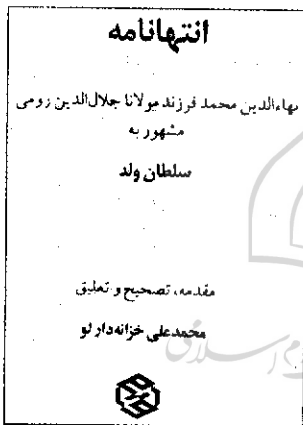 انتهانامه
بهاءالدین محمد فرزند مولانا جلال‌الدین رومی
مشهور به
سلطان ولد
مقدمه، تصحیح و تعلیق
محمدعلی خزانه‌دارلو